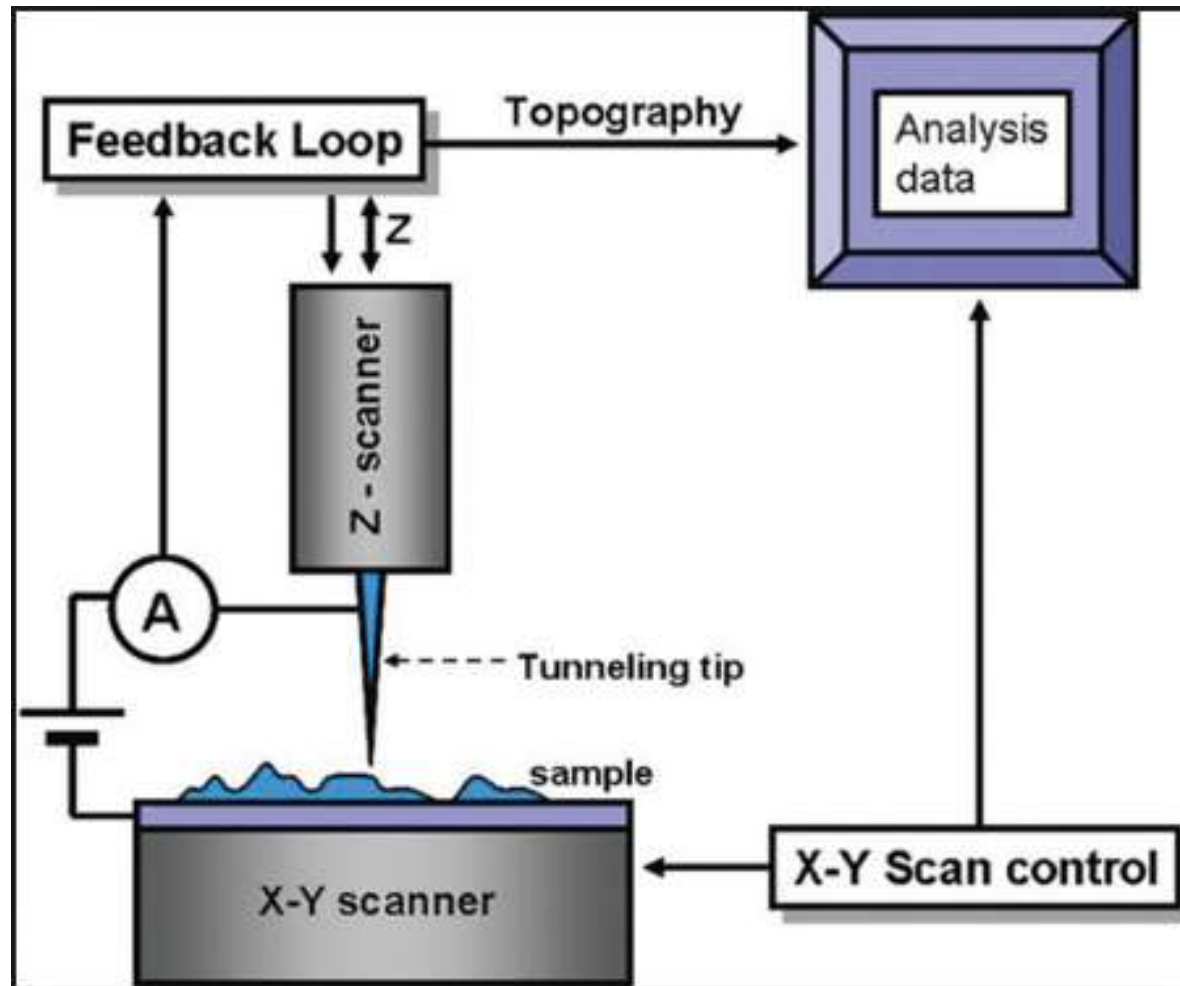 Feedback Loop
Topography
Analysis
data
Z
Z - scanner
A
Tunneling tip
sample
X-Y scanner
X-Y Scan control